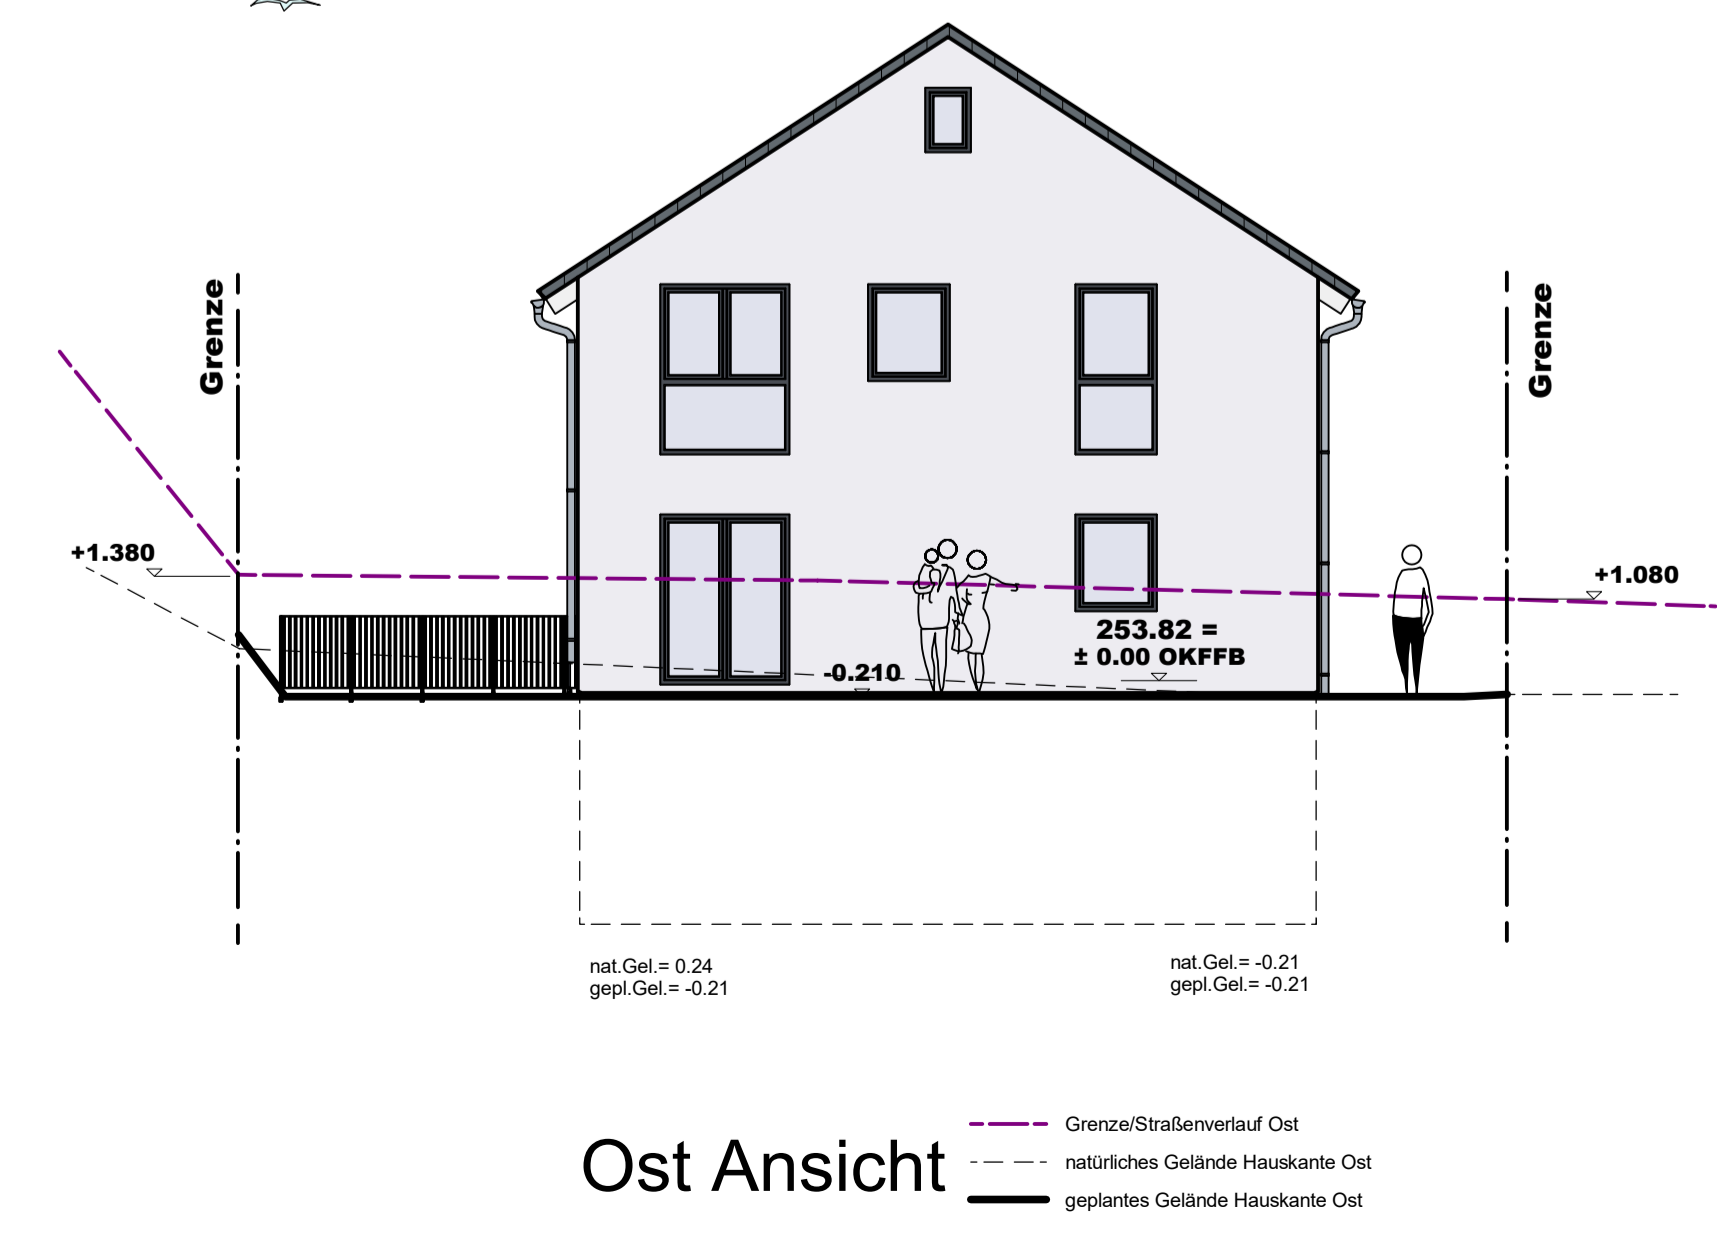 Grenze
Grenze
+1.380
+1.080
253.82 =
± 0.00 OKFFB
-0.210
nat.Gel.= 0.24
gepl.Gel.= -0.21
nat.Gel.= -0.21
gepl.Gel.= -0.21
Ost Ansicht
Grenze/Straßenverlauf Ost
natürliches Gelände Hauskante Ost
geplantes Gelände Hauskante Ost